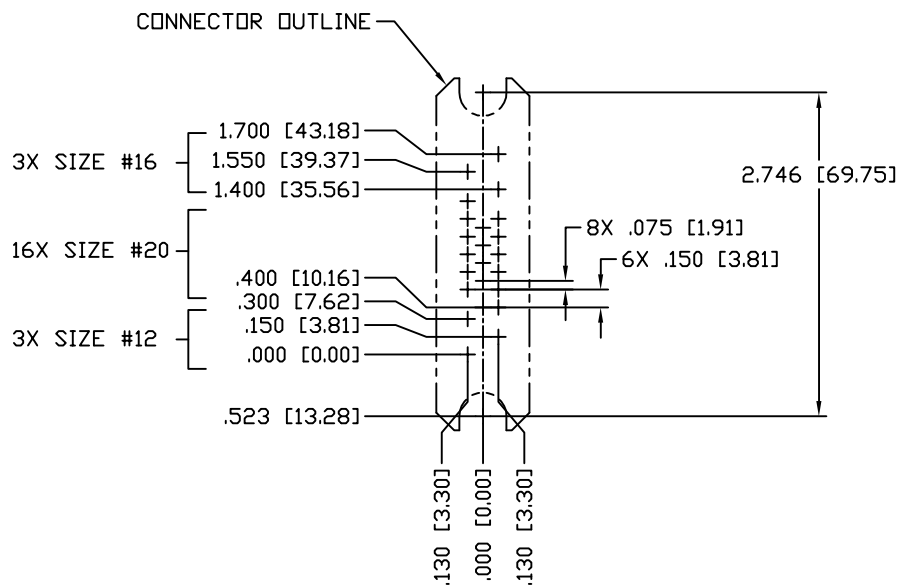 CONNECTOR OUTLINE
1.700 [43.18]
3X SIZE #16
1.550 [39.37]
1.400 [35.56]
2.746 [69.75]
8X .075 [1.91]
16X SIZE #20
6X .150 [3.81]
.400 [10.16]
.300 [7.62]
.150 [3.81]
3X SIZE #12
.000 [0.00]
.523 [13.28]
.130 [3.30]
.000 [0.00]
.130 [3.30]